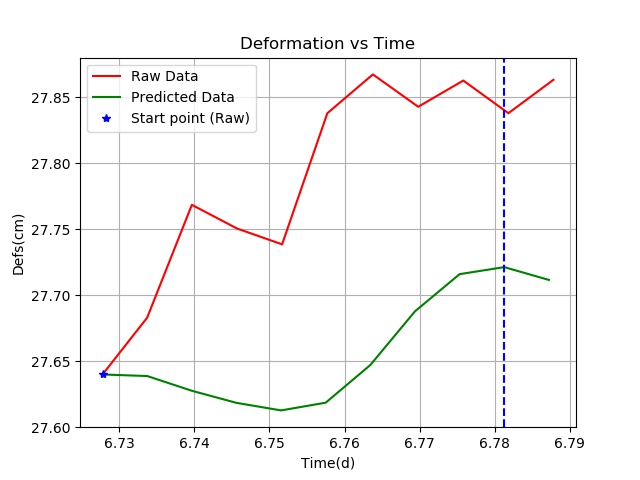 Deformation vs Time
Raw Data
Predicted Data
Start point (Raw)
27.85
27.80
27.75
27.70
27.65
27.60
Defs(cm)
6.73 6.74 6.75 6.76 6.77 6.78 6.79
Time(d)